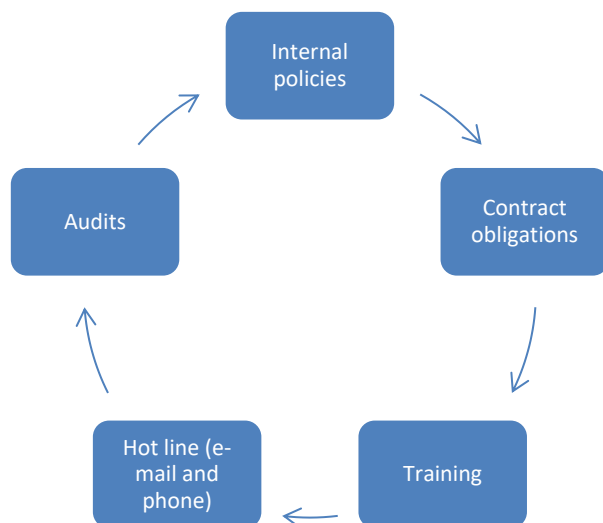 Internal
policies
Contract
obligations
Training
Hot line (e-
mail and
phone)
Audits